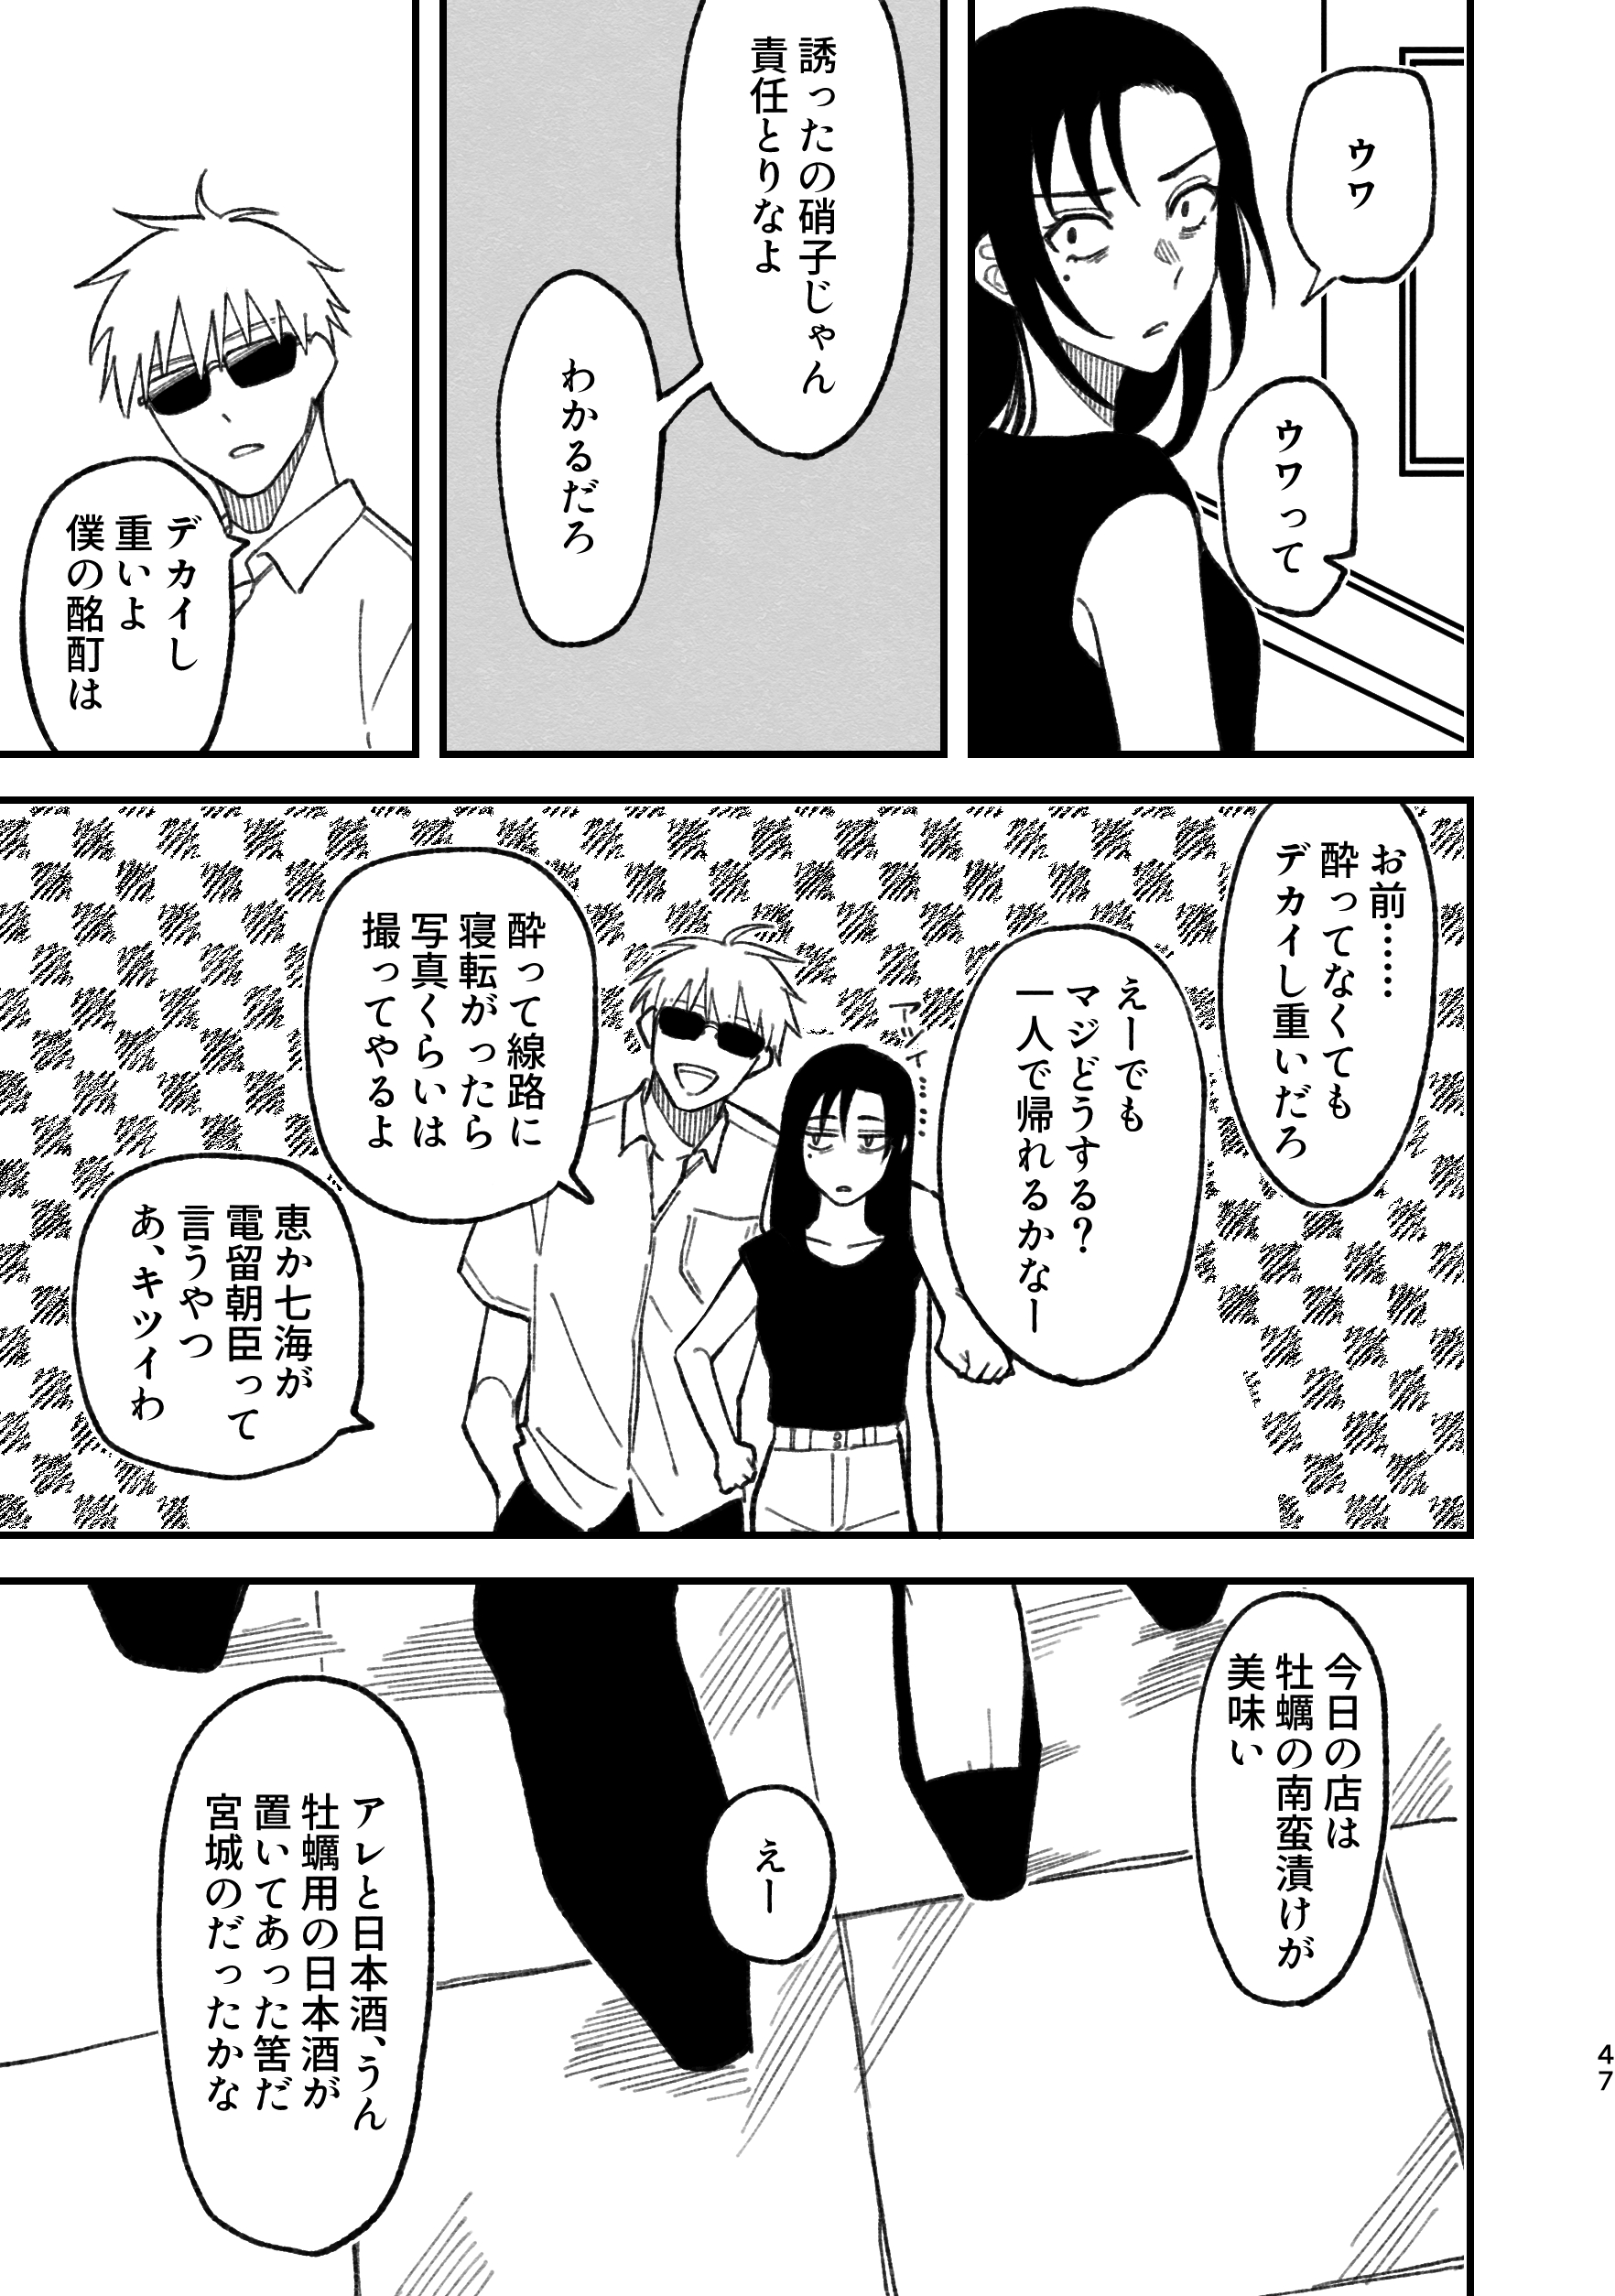 ウワ
ウワって
誘ったの硝子じゃん
責任とりなよ
わかるだろ
デカイし
重いよ
僕の酩酊は
お前……
酔ってなくても
デカイし重いだろ
えーでも
マジどうする？
一人で帰れるかなー
アツイ……
酔って線路に
寝転がったら
写真くらいは
撮ってやるよ
恵か七海が
電留朝臣って
言うやつ
あ、キツイわ
今日の店は
牡蠣の南蛮漬けが
美味い
えー
アレと日本酒、うん
牡蠣用の日本酒が
置いてあった筈だ
宮城のだったかな
47